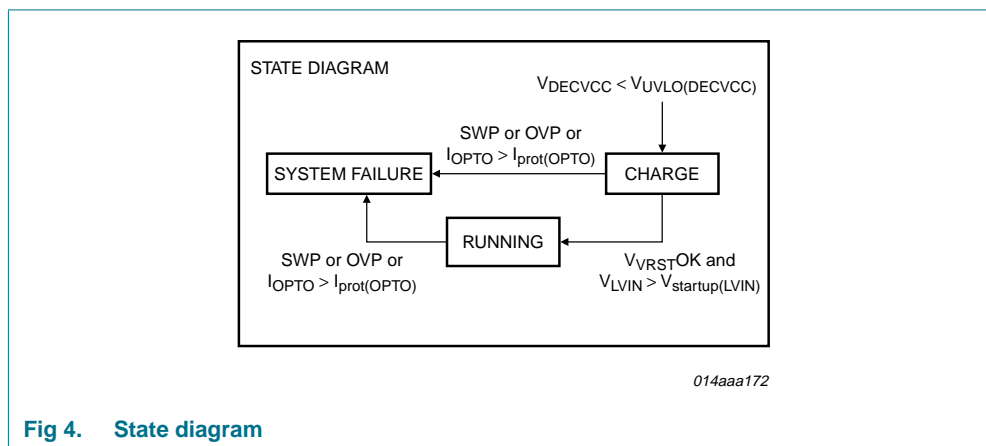 STATE DIAGRAM
VDECVCC < VUVLO(DECVCC)
SWP or OVP or
IOPTO > Iprot(OPTO)
SYSTEM FAILURE
CHARGE
RUNNING
SWP or OVP or
IOPTO > Iprot(OPTO)
VVRSTOK and
VLVIN > Vstartup(LVIN)
014aaa172
Fig 4. State diagram